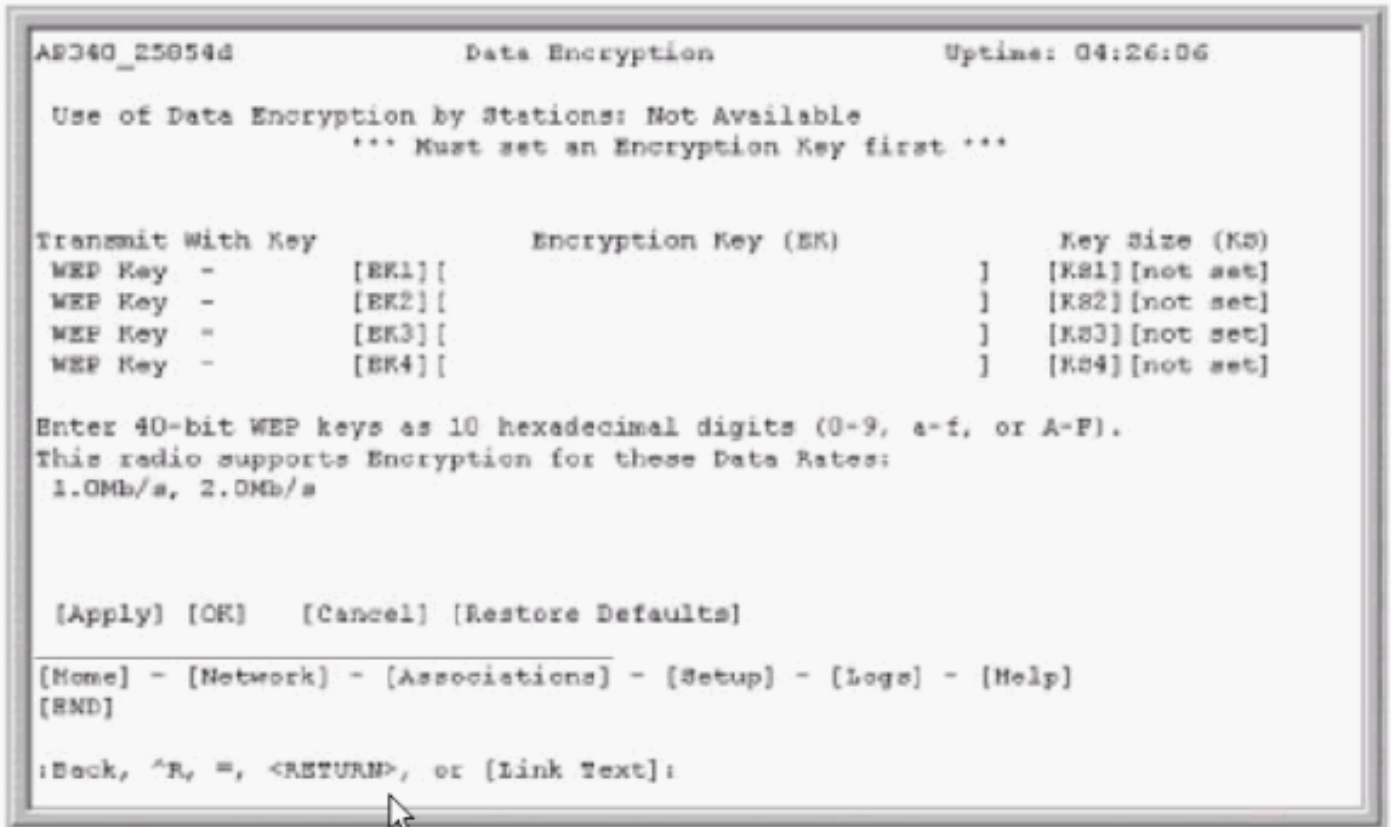 AP340_25854d Data Encryption Uptime: 04:26:06
Use of Data Encryption by Stations: Not Available
*** Must set an Encryption Key first ***
Transmit With Key Encryption Key (EK) Key Size (KS)
WEP Key - [EK1][ ] [KS1][not set]
WEP Key - [EK2][ ] [KS2][not set]
WEP Key - [EK3][ ] [KS3][not set]
WEP Key - [EK4][ ] [KS4][not set]
Enter 40-bit WEP keys as 10 hexadecimal digits (0-9, a-f, or A-F).
This radio supports Encryption for these Data Rates:
1.0Mb/s, 2.0Mb/s
[Apply] [OK] [Cancel] [Restore Defaults]
[Home] - [Network] - [Associations] - [Setup] - [Logs] - [Help]
[END]
:Back, ^R, =, <RETURN>, or [Link Text]: